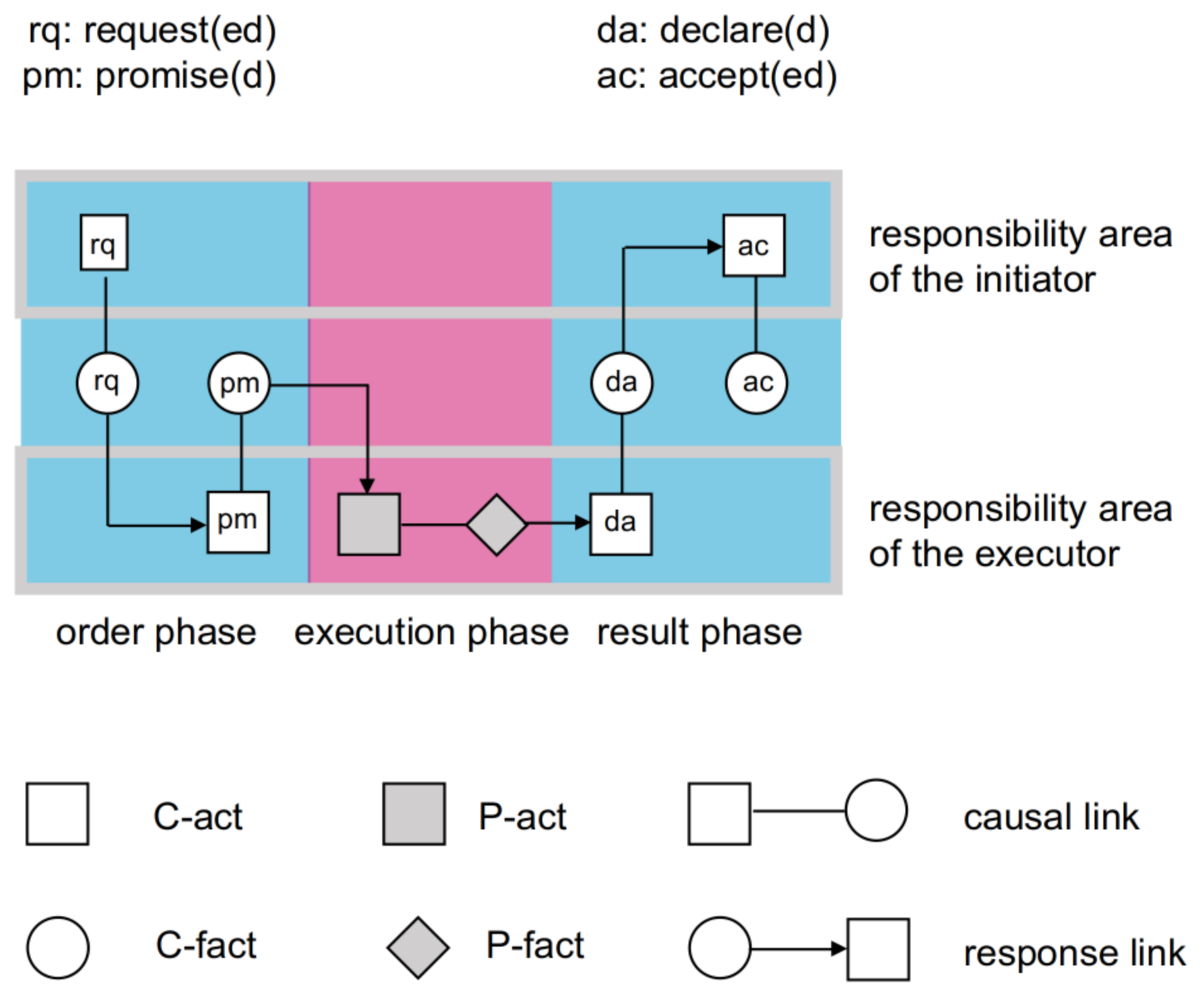 rq: request(ed)
pm: promise(d)
da: declare(d)
ac: accept(ed)
rq
ac
responsibility area
of the initiator
rq
pm
da
ac
pm
da
responsibility area
of the executor
order phase
execution phase
result phase
C-act
P-act
causal link
C-fact
P-fact
response link